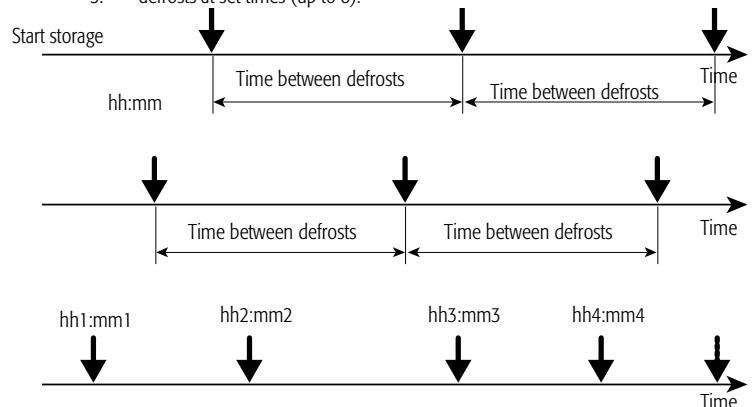 defrosts at set times (up to 6).
Start storage
Time
Time between defrosts
Time between defrosts
hh:mm
Time
Time between defrosts
Time between defrosts
hh1:mm1
hh2:mm2
hh3:mm3
hh4:mm4
Time